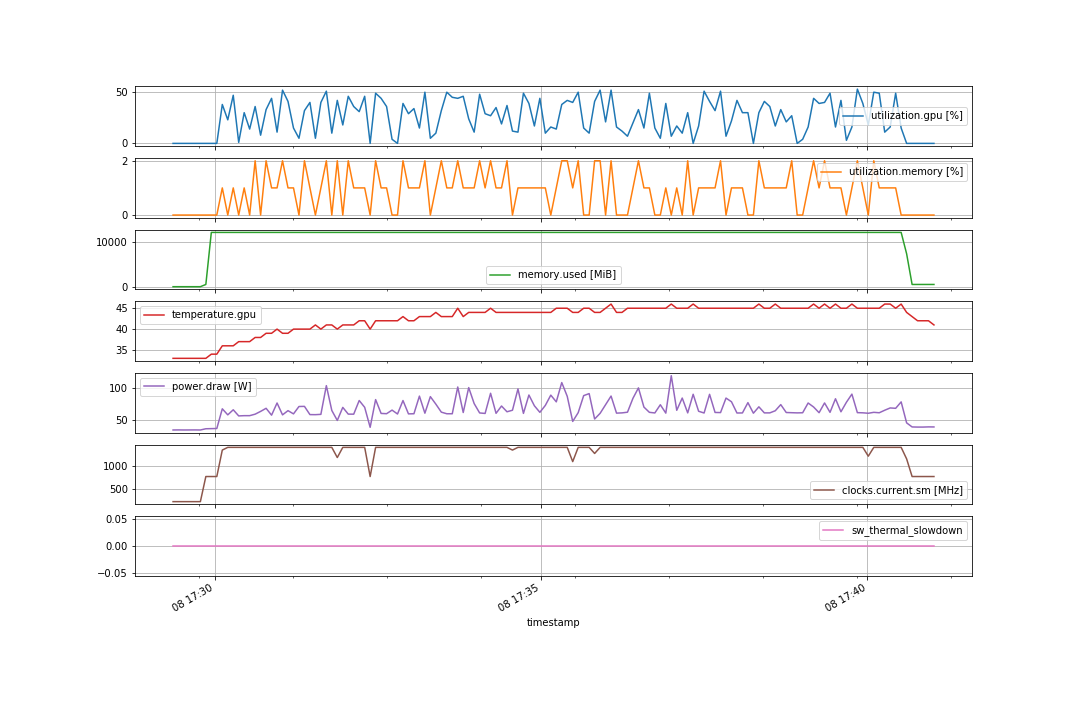 50
0
utilization.gpu [%]
2
0
utilization.memory [%]
10000
0
memory.used [MiB]
45
40
35
temperature.gpu
100
50
power.draw [W]
1000
500
clocks.current.sm [MHz]
0.05
0.00
−0.05
sw_thermal_slowdown
08 17:30
08 17:35
08 17:40
timestamp